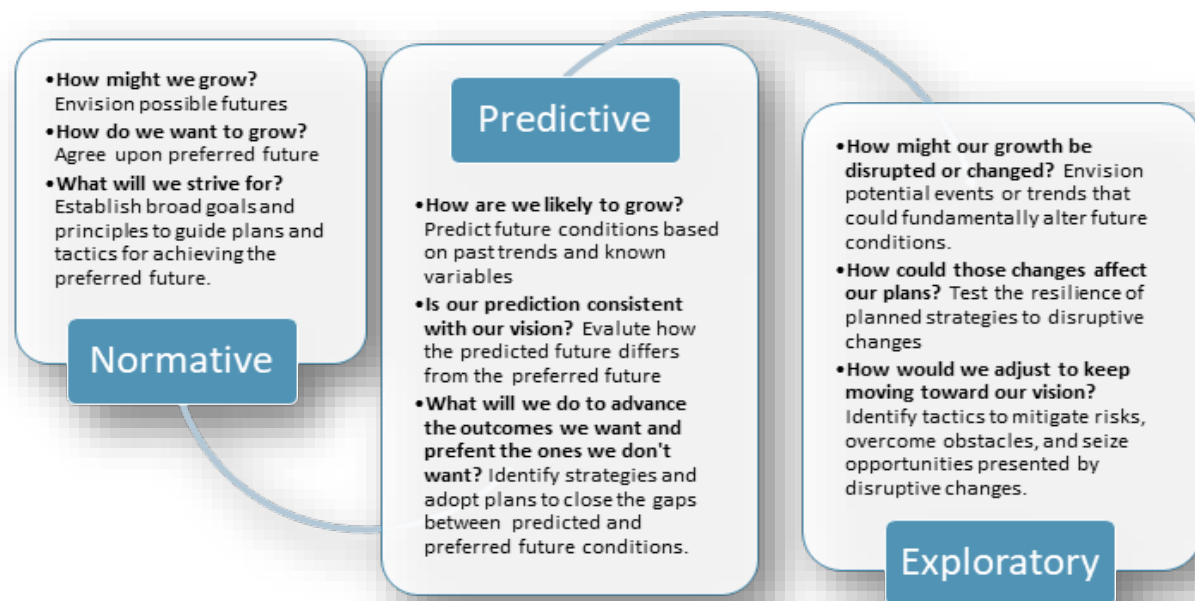 •How might we grow?
Envision possible futures
•How do we want to grow?
Agree upon preferred future
•What will we strive for?
Establish broad goals and
principles to guide plans and
tactics for achieving the
preferred future.
Normative
Predictive
•How are we likely to grow?
Predict future conditions based
on past trends and known
variables
•Is our prediction consistent
with our vision? Evalute how
the predicted future differs
from the preferred future
•What will we do to advance
the outcomes we want and
prefent the ones we don't
want? Identify strategies and
adopt plans to close the gaps
between predicted and
preferred future conditions.
•How might our growth be
disrupted or changed? Envision
potential events or trends that
could fundamentally alter future
conditions.
•How could those changes affect
our plans? Test the resilience of
planned strategies to disruptive
changes
•How would we adjust to keep
moving toward our vision?
Identify tactics to mitigate risks,
overcome obstacles, and seize
opportunities presented by
disruptive changes.
Exploratory